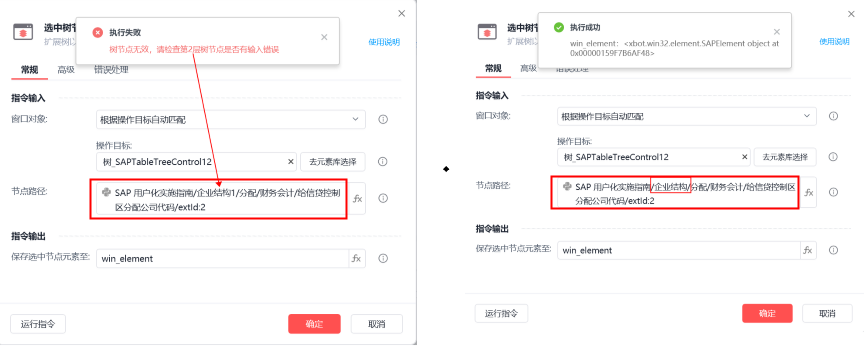 选中树节
扩展树以
执行失败
树节点无效，请检查第2层树节点是否有输入错误
使用说明
常规
高级
错误处理
指令输入
窗口对象:
根据操作目标自动匹配
操作目标:
树_SAPTableTreeControl12
去元素库选择
节点路径:
SAP 用户化实施指南/企业结构1/分配/财务会计/给信贷控制
区分配公司代码/extId:2
fx
指令输出
保存选中节点元素至:
win_element
fx
运行指令
确定
取消
选中树节
扩展树以
执行成功
win_element：<xbot.win32.element.SAPElement object at
0x00000159F7B6AF48>
使用说明
常规
高级
错误处理
指令输入
窗口对象:
根据操作目标自动匹配
操作目标:
树_SAPTableTreeControl12
去元素库选择
节点路径:
SAP 用户化实施指南/企业结构/分配/财务会计/给信贷控制区
分配公司代码/extId:2
fx
指令输出
保存选中节点元素至:
win_element
fx
运行指令
确定
取消